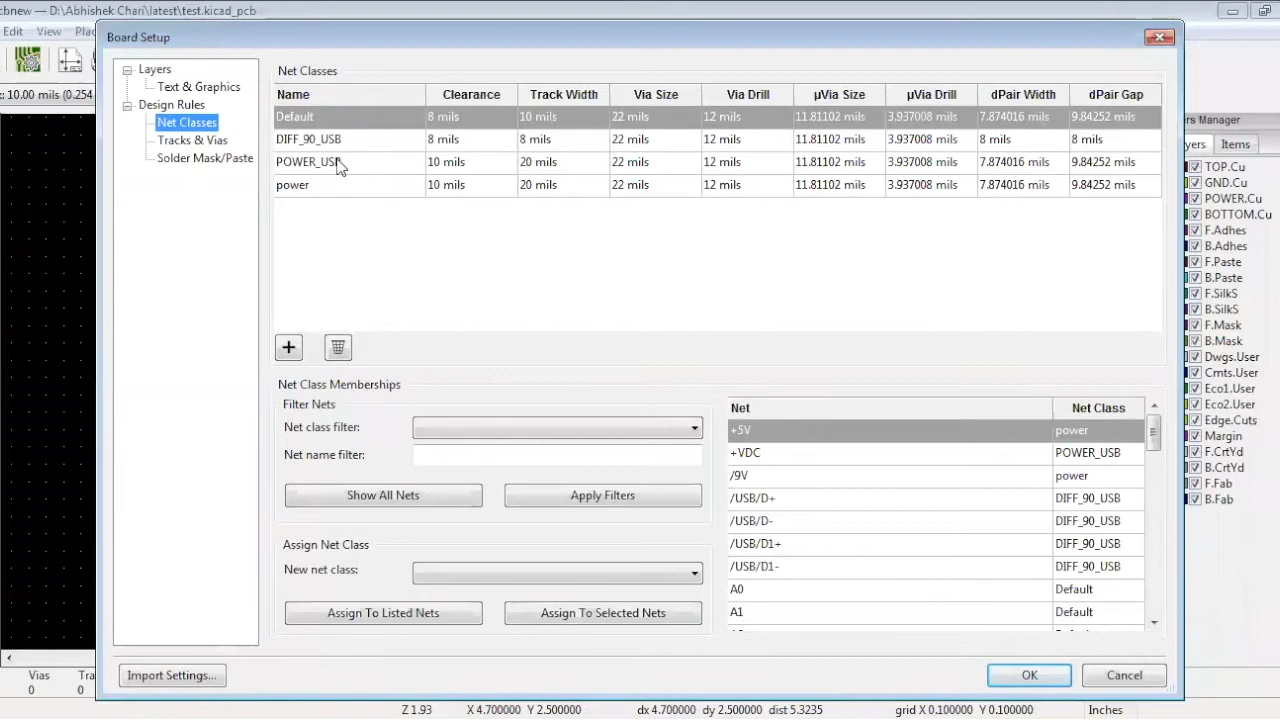 cbnew — D:\Abhishek Chari\latest\test.kicad_pcb
Edit View Plac
x: 10.00 mils (0.254
Board Setup
Layers
Text & Graphics
Design Rules
Net Classes
Tracks & Vias
Solder Mask/Paste
Net Classes
Name Clearance Track Width Via Size Via Drill µVia Size µVia Drill dPair Width dPair Gap
Default 8 mils 10 mils 22 mils 12 mils 11.81102 mils 3.937008 mils 7.874016 mils 9.84252 mils
DIFF_90_USB 8 mils 8 mils 22 mils 12 mils 11.81102 mils 3.937008 mils 8 mils 8 mils
POWER_USB 10 mils 20 mils 22 mils 12 mils 11.81102 mils 3.937008 mils 7.874016 mils 9.84252 mils
power 10 mils 20 mils 22 mils 12 mils 11.81102 mils 3.937008 mils 7.874016 mils 9.84252 mils
Net Class Memberships
Filter Nets
Net class filter:
Net name filter:
Show All Nets Apply Filters
Assign Net Class
New net class:
Assign To Listed Nets Assign To Selected Nets
Net Net Class
+5V power
+VDC POWER_USB
/9V power
/USB/D+ DIFF_90_USB
/USB/D- DIFF_90_USB
/USB/D1+ DIFF_90_USB
/USB/D1- DIFF_90_USB
A0 Default
A1 Default
Import Settings... OK Cancel
ers Manager
yers Items
TOP.Cu
GND.Cu
POWER.Cu
BOTTOM.Cu
F.Adhes
B.Adhes
F.Paste
B.Paste
F.SilkS
B.SilkS
F.Mask
B.Mask
Dwgs.User
Cmts.User
Eco1.User
Eco2.User
Edge.Cuts
Margin
F.CrtYd
B.CrtYd
F.Fab
B.Fab
Vias Tra
0 0
Z 1.93 X 4.700000 Y 2.500000 dx 4.700000 dy 2.500000 dist 5.3235 grid X 0.100000 Y 0.100000 Inches